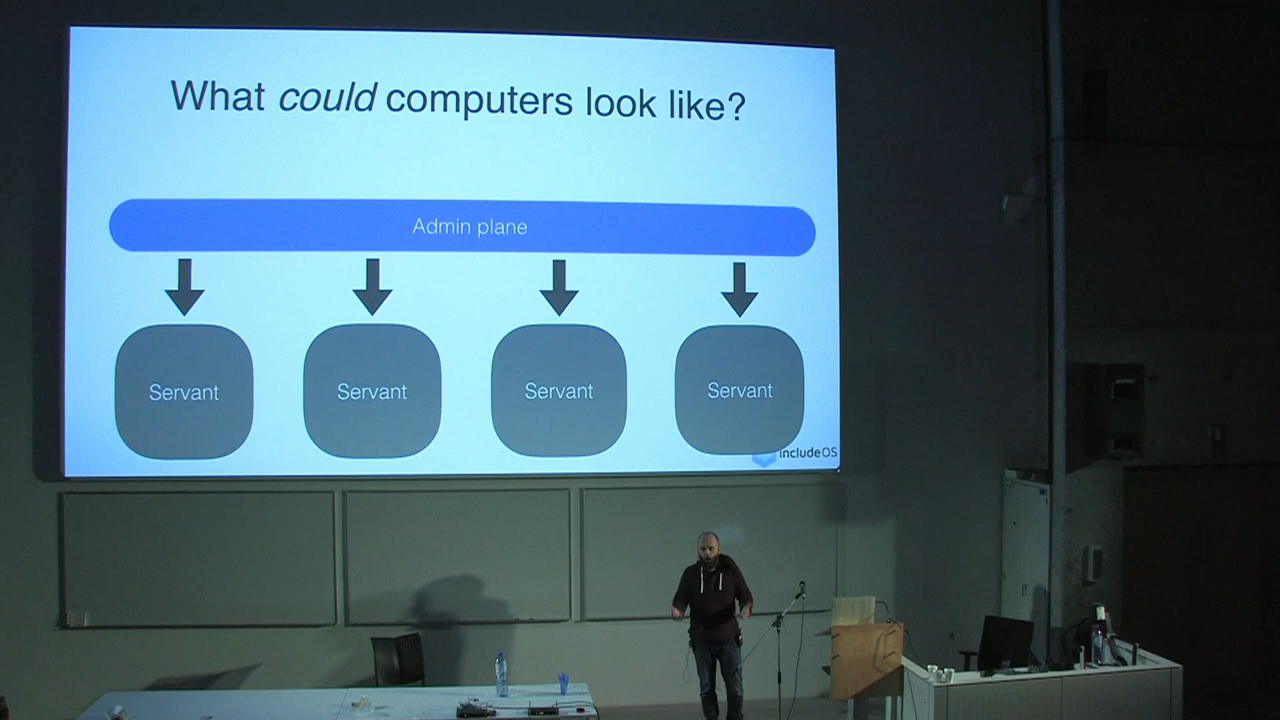 What could computers look like?
Admin plane
Servant
Servant
Servant
Servant
includeOS